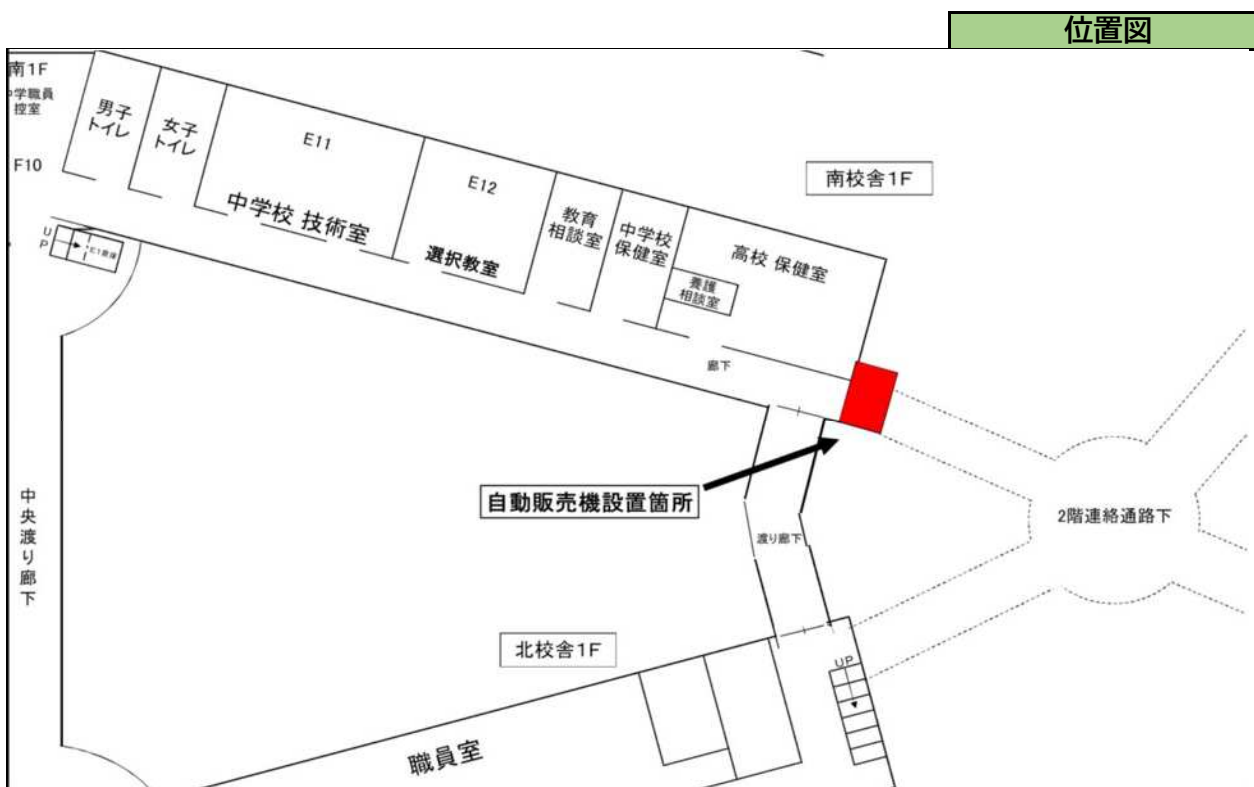 位置図
南1F
中学職員
控室
F10
男子
トイレ
女子
トイレ
E11
中学校 技術室
E12
選択教室
教育
相談室
中学校
保健室
高校 保健室
養護
相談室
南校舎1F
UP
廊下
自動販売機設置箇所
中央渡り廊下
渡り廊下
2階連絡通路下
北校舎1F
UP
職員室